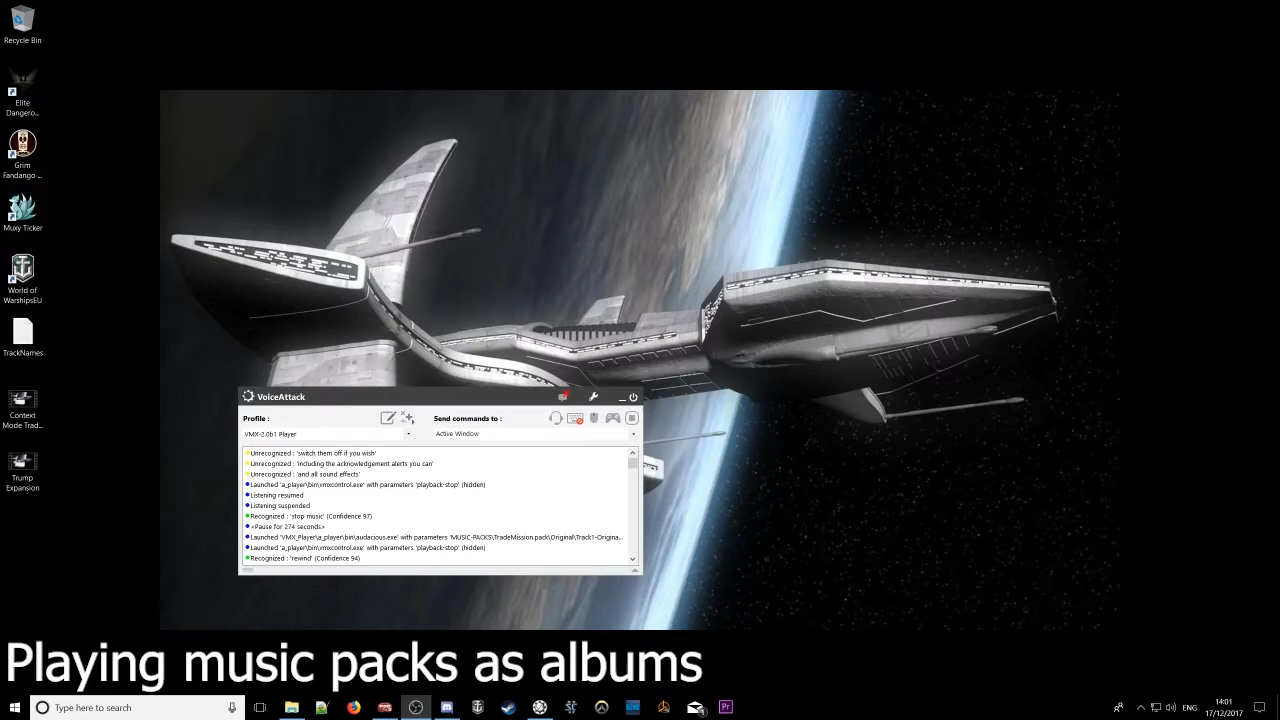 Recycle Bin
Elite
Dangero...
Grim
Fandango ...
Muxy Ticker
World of
WarshipsEU
TrackNames
Context
Mode Trad...
Trump
Expansion
VoiceAttack
Profile :
Send commands to :
VMX-2.0b1 Player
Active Window
Unrecognized : 'switch them off if you wish'
Unrecognized : 'including the acknowledgement alerts you can'
Unrecognized : 'and all sound effects'
Launched 'a_player\bin\vmxcontrol.exe' with parameters 'playback-stop' (hidden)
Listening resumed
Listening suspended
Recognized : 'stop music' (Confidence 97)
<Pause for 274 seconds>
Launched 'VMX_Player\a_player\bin\audacious.exe' with parameters 'MUSIC-PACKS\TradeMission.pack\Original\Track1-Origina...
Launched 'a_player\bin\vmxcontrol.exe' with parameters 'playback-stop' (hidden)
Recognized : 'rewind' (Confidence 94)
Playing music packs as albums
Type here to search
Pr
ENG
14:01
17/12/2017